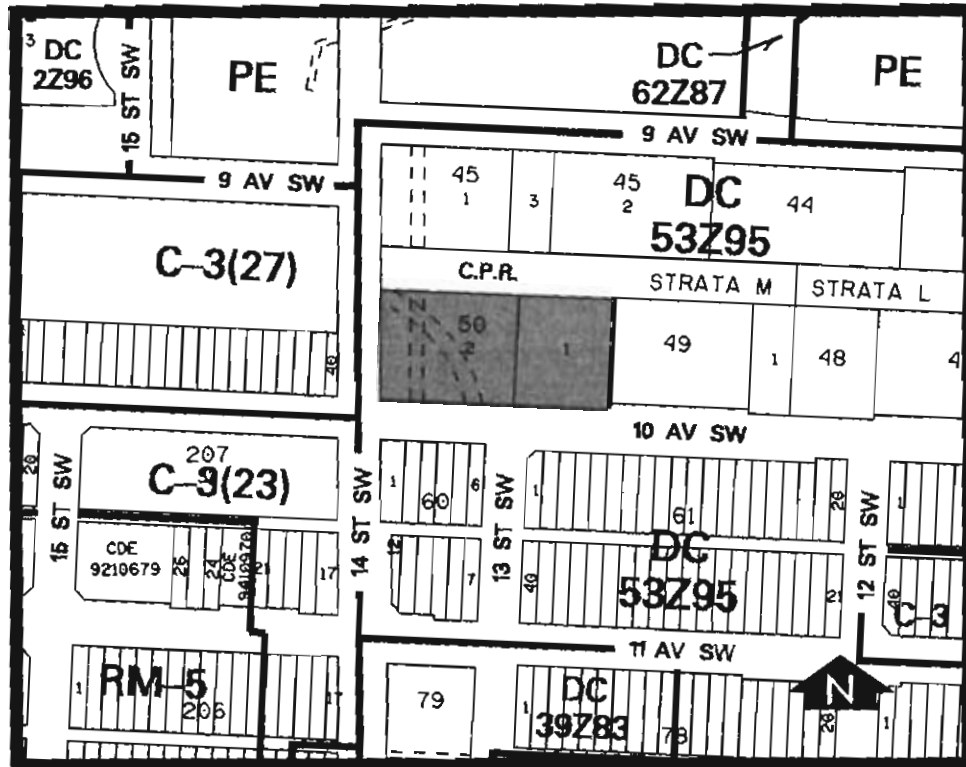 3
DC
2Z96
15 ST SW
PE
DC
62Z87
PE
9 AV SW
9 AV SW
45
1
3
45
2
DC
53Z95
44
C-3(27)
C.P.R.
STRATA M
STRATA L
40
50
2
1
49
1
48
4
10 AV SW
20
15 ST SW
207
C-3(23)
14 ST SW
1
60
6
13 ST SW
1
61
20
12 ST SW
1
CDE
9210679
26
24
CDE
21
17
12
7
40
DC
53Z95
21
40
C-3
11 AV SW
1
RM-5
206
17
79
1
DC
39Z83
78
N
20
1